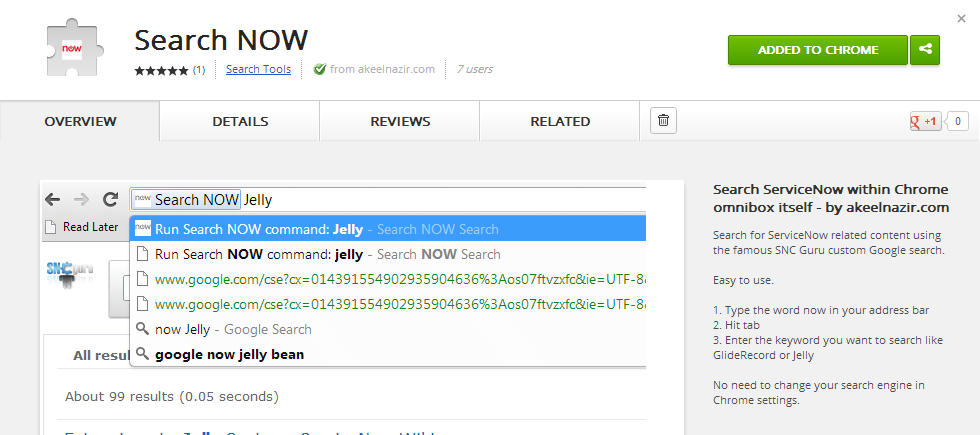 now
Search NOW
(1)
Search Tools
from akeelnazir.com
7 users
ADDED TO CHROME
OVERVIEW
DETAILS
REVIEWS
RELATED
+1
0
now Search NOW Jelly
Read Later
now Run Search NOW command: Jelly - Search NOW Search
Run Search NOW command: jelly - Search NOW Search
www.google.com/cse?cx=014391554902935904636%3Aos07ftvzxfc&ie=UTF-8&
www.google.com/cse?cx=014391554902935904636%3Aos07ftvzxfc&ie=UTF-8&
now Jelly - Google Search
google now jelly bean
SNCguru
All resul
About 99 results (0.05 seconds)
Search ServiceNow within Chrome
omnibox itself - by akeelnazir.com
Search for ServiceNow related content using
the famous SNC Guru custom Google search.
Easy to use.
1. Type the word now in your address bar
2. Hit tab
3. Enter the keyword you want to search like
GlideRecord or Jelly
No need to change your search engine in
Chrome settings.